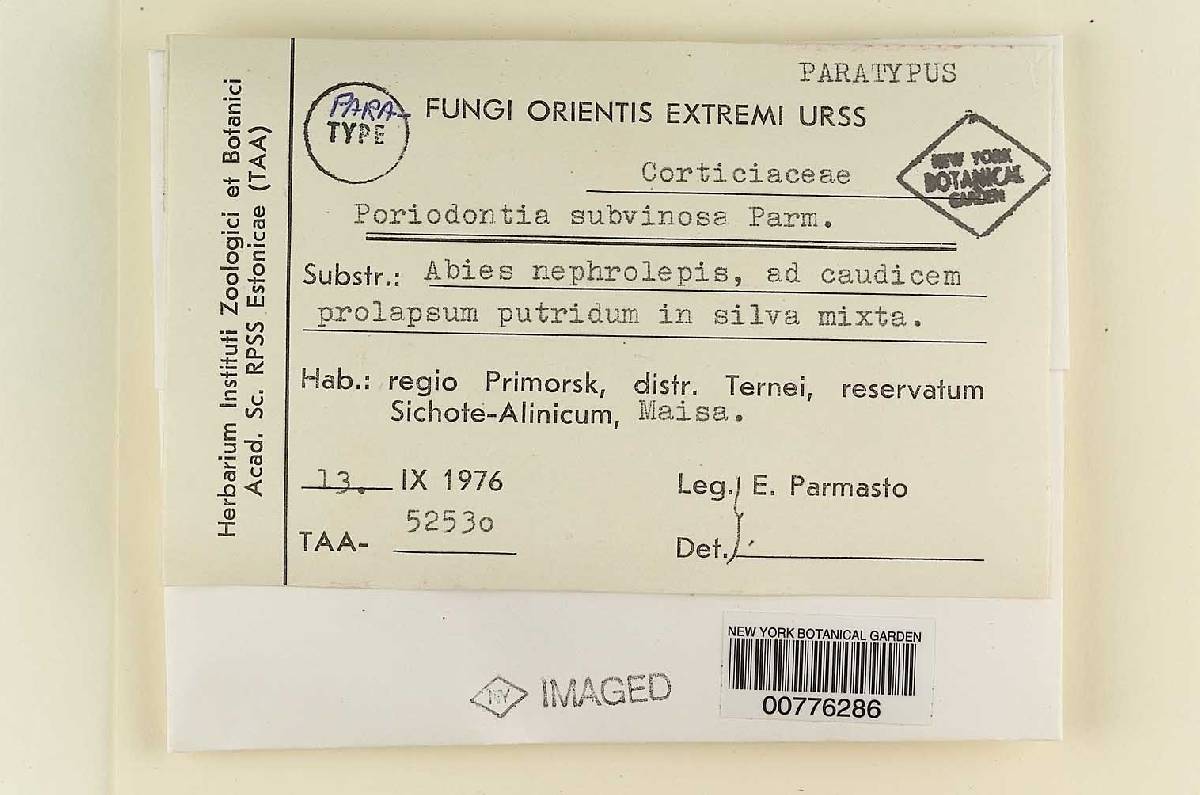 PARATYPUS
PARA-
TYPE
FUNGI ORIENTIS EXTREMI URSS
NEW YORK
BOTANICAL
GARDEN
Corticiaceae
Poriodontia subvinosa Parm.
Substr.: Abies nephrolepis, ad caudicem
prolapsum putridum in silva mixta.
Hab.: regio Primorsk, distr. Ternei, reservatum
Sichote-Alinicum, Maisa.
13. IX 1976
Leg. E. Parmasto
TAA- 52530
Det.
Herbarium Instituti Zoologici et Botanici
Acad. Sc. RPSS Estonicae (TAA)
NEW YORK BOTANICAL GARDEN
00776286
NY IMAGED